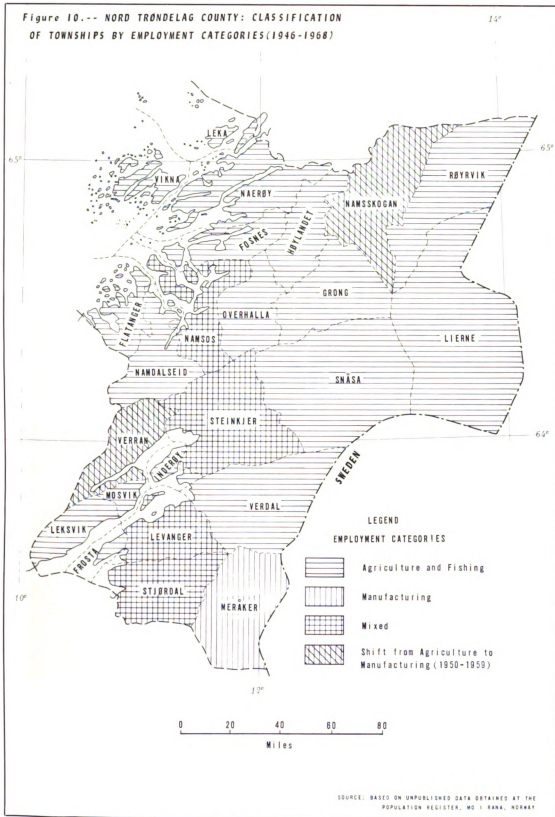 Figure 10.-- NORD TRØNDELAG COUNTY: CLASSIFICATION
OF TOWNSHIPS BY EMPLOYMENT CATEGORIES(1946-1968)
14°
65°
65°
LEKA
VIKNA
NAERØY
RØYRVIK
NAMSSKOGAN
FOSNES
HØYLANDET
GRONG
OVERHALLA
FLATANGER
NAMSOS
LIERNE
NAMDALSEID
SNÅSA
STEINKJER
VERRAN
64°
INDERØY
SWEDEN
MOSVIK
VERDAL
LEKSVIK
LEVANGER
FROSTA
STJØRDAL
MERÅKER
10°
12°
LEGEND
EMPLOYMENT CATEGORIES
Agriculture and Fishing
Manufacturing
Mixed
Shift from Agriculture to
Manufacturing(1950-1959)
0 20 40 60 80
Miles
SOURCE: BASED ON UNPUBLISHED DATA OBTAINED AT THE
POPULATION REGISTER, MO I RANA, NORWAY